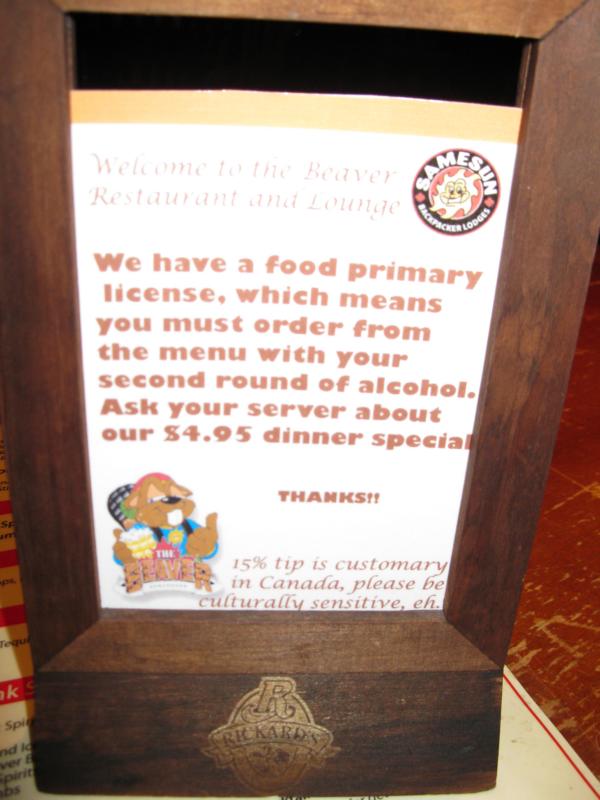 Welcome to the Beaver
Restaurant and Lounge
SAMESUN
BACKPACKER LODGES
We have a food primary
license, which means
you must order from
the menu with your
second round of alcohol.
Ask your server about
our $4.95 dinner special
THANKS!!
THE
BEAVER
15% tip is customary
in Canada, please be
culturally sensitive, eh.
R
RICKARD'S